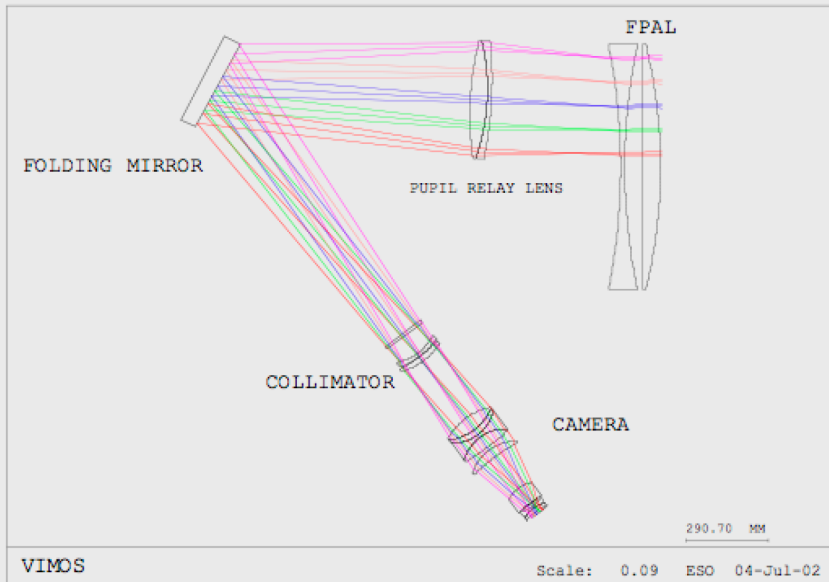 FPAL
FOLDING MIRROR
PUPIL RELAY LENS
COLLIMATOR
CAMERA
290.70 MM
VIMOS
Scale: 0.09 ESO 04-Jul-02